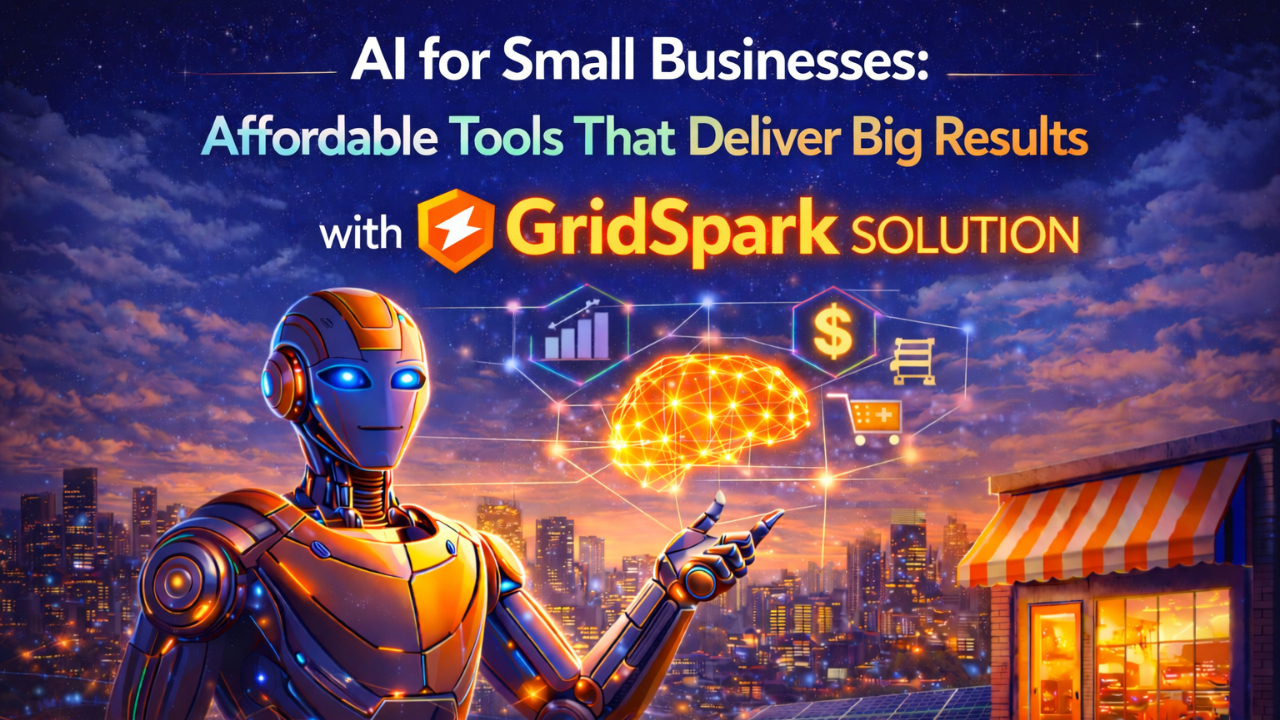 AI for Small Businesses:
Affordable Tools That Deliver Big Results
with GridSpark SOLUTION